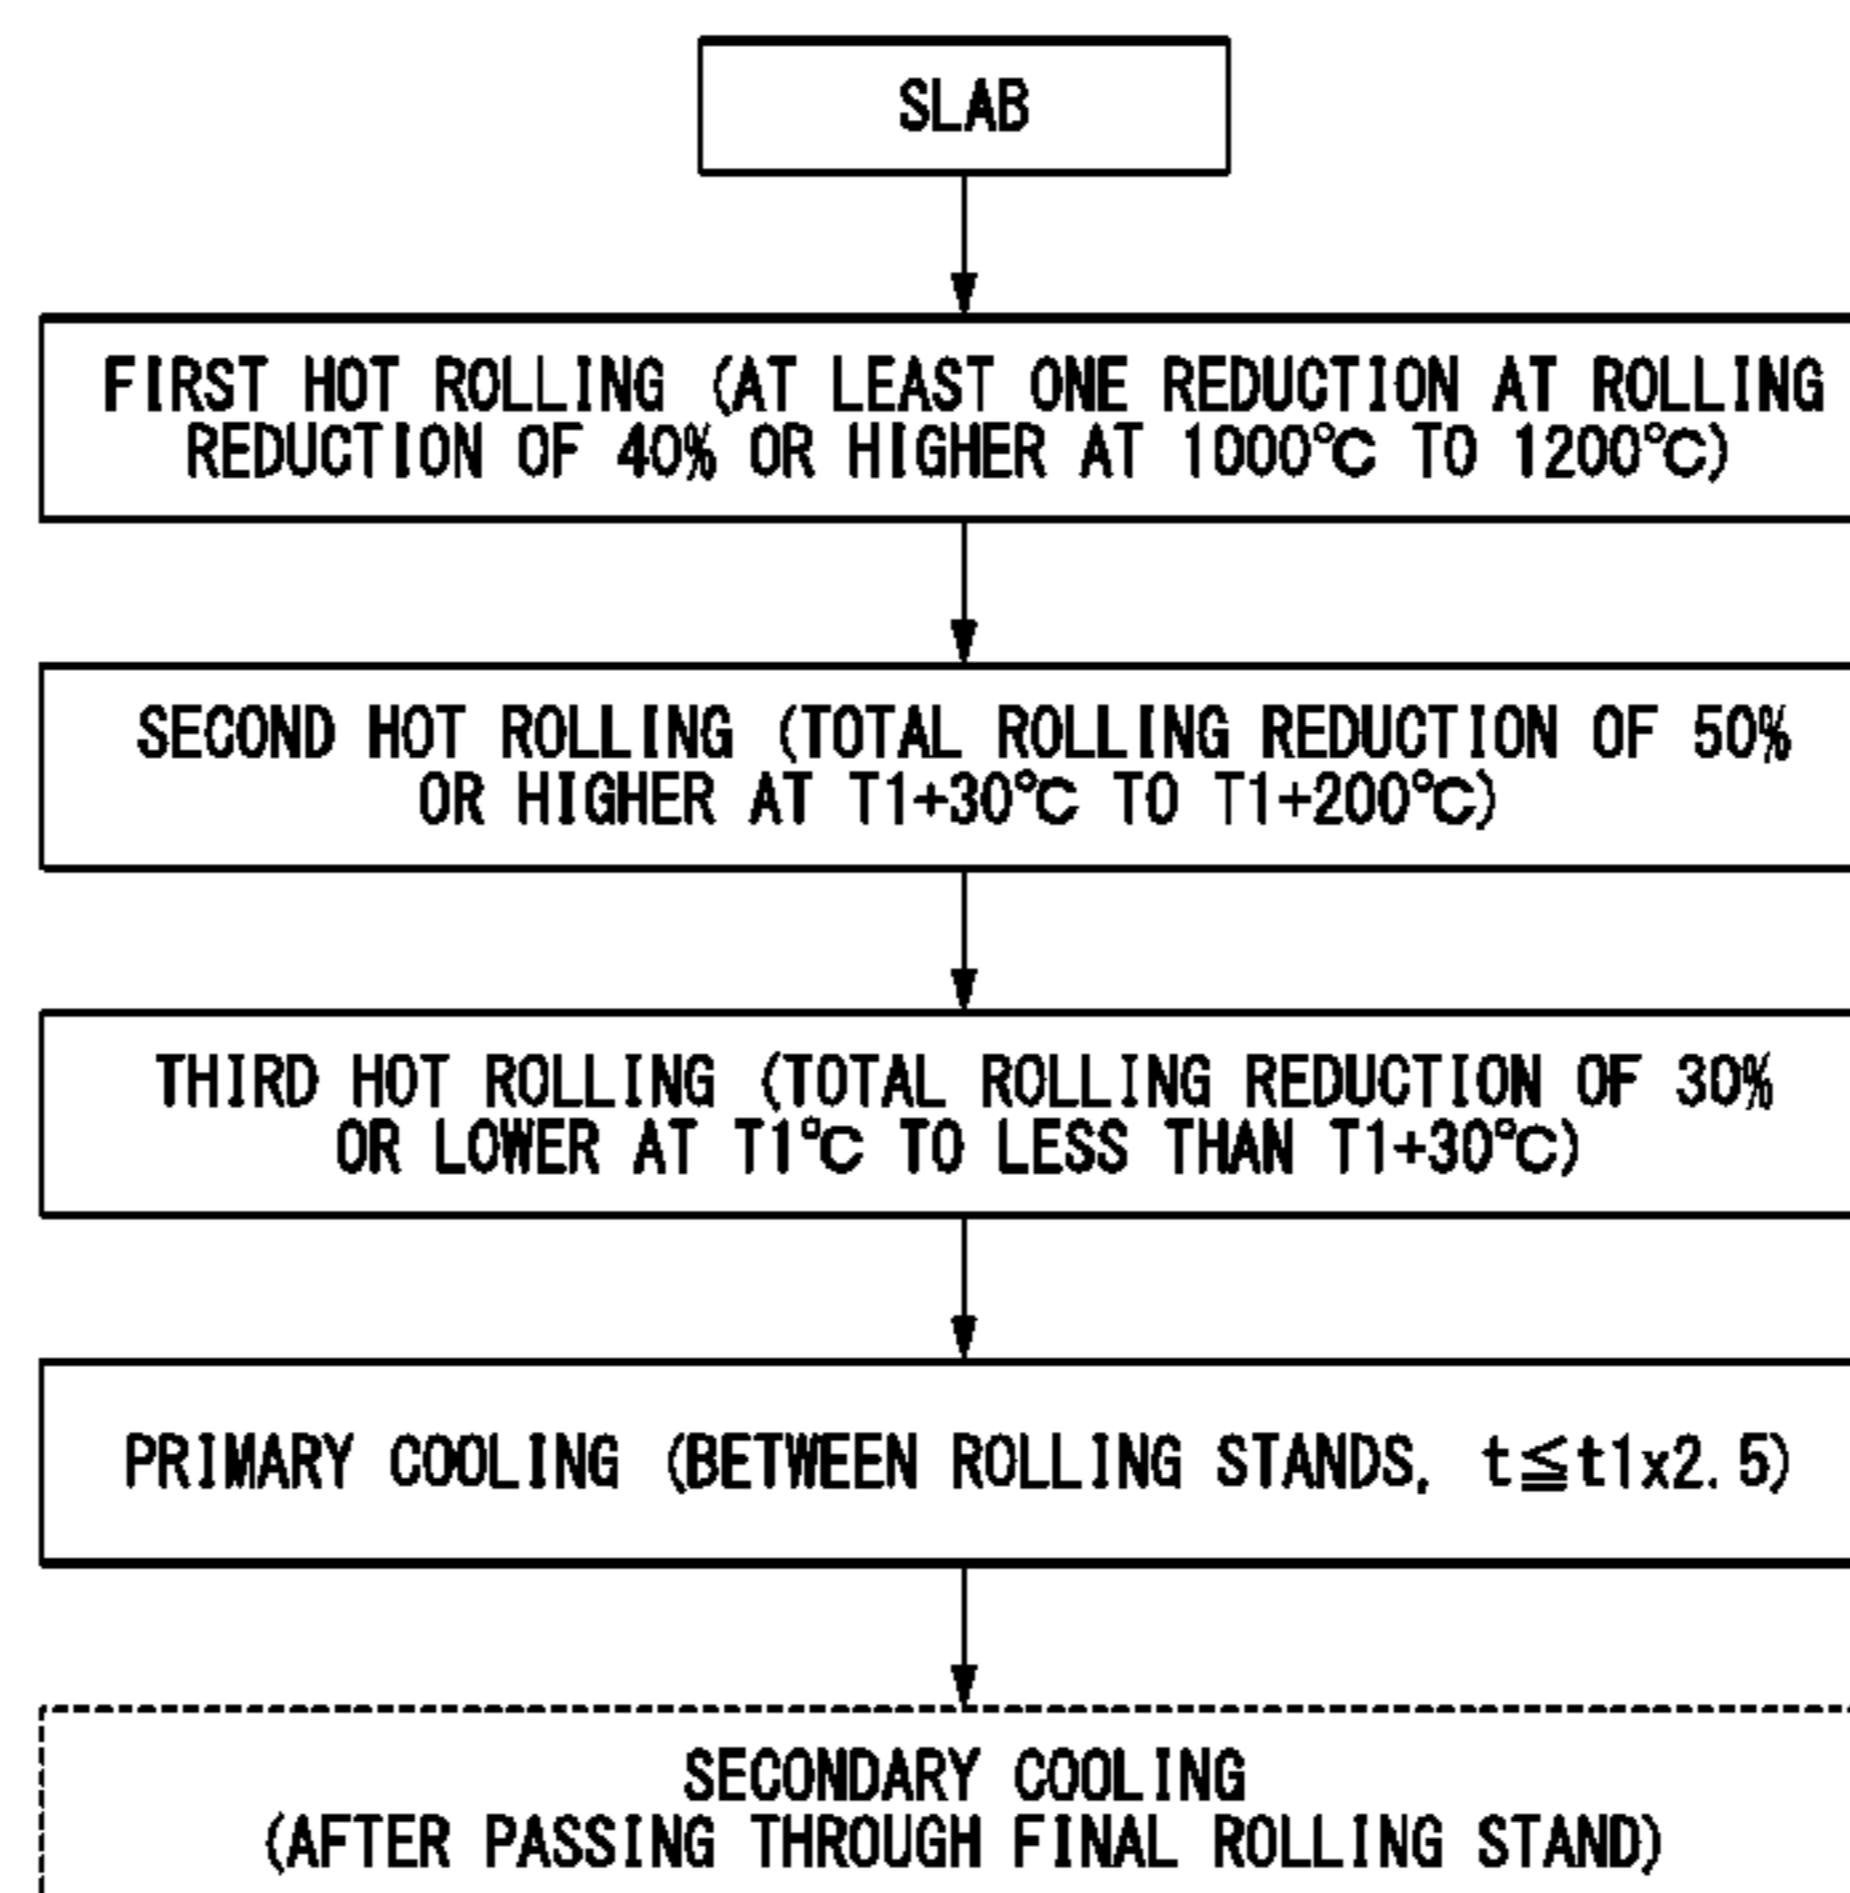 SLAB
FIRST HOT ROLLING (AT LEAST ONE REDUCTION AT ROLLING
REDUCTION OF 40% OR HIGHER AT 1000℃ TO 1200℃)
SECOND HOT ROLLING (TOTAL ROLLING REDUCTION OF 50%
OR HIGHER AT T1+30℃ TO T1+200℃)
THIRD HOT ROLLING (TOTAL ROLLING REDUCTION OF 30%
OR LOWER AT T1℃ TO LESS THAN T1+30℃)
PRIMARY COOLING (BETWEEN ROLLING STANDS, t≦t1x2.5)
SECONDARY COOLING
(AFTER PASSING THROUGH FINAL ROLLING STAND)